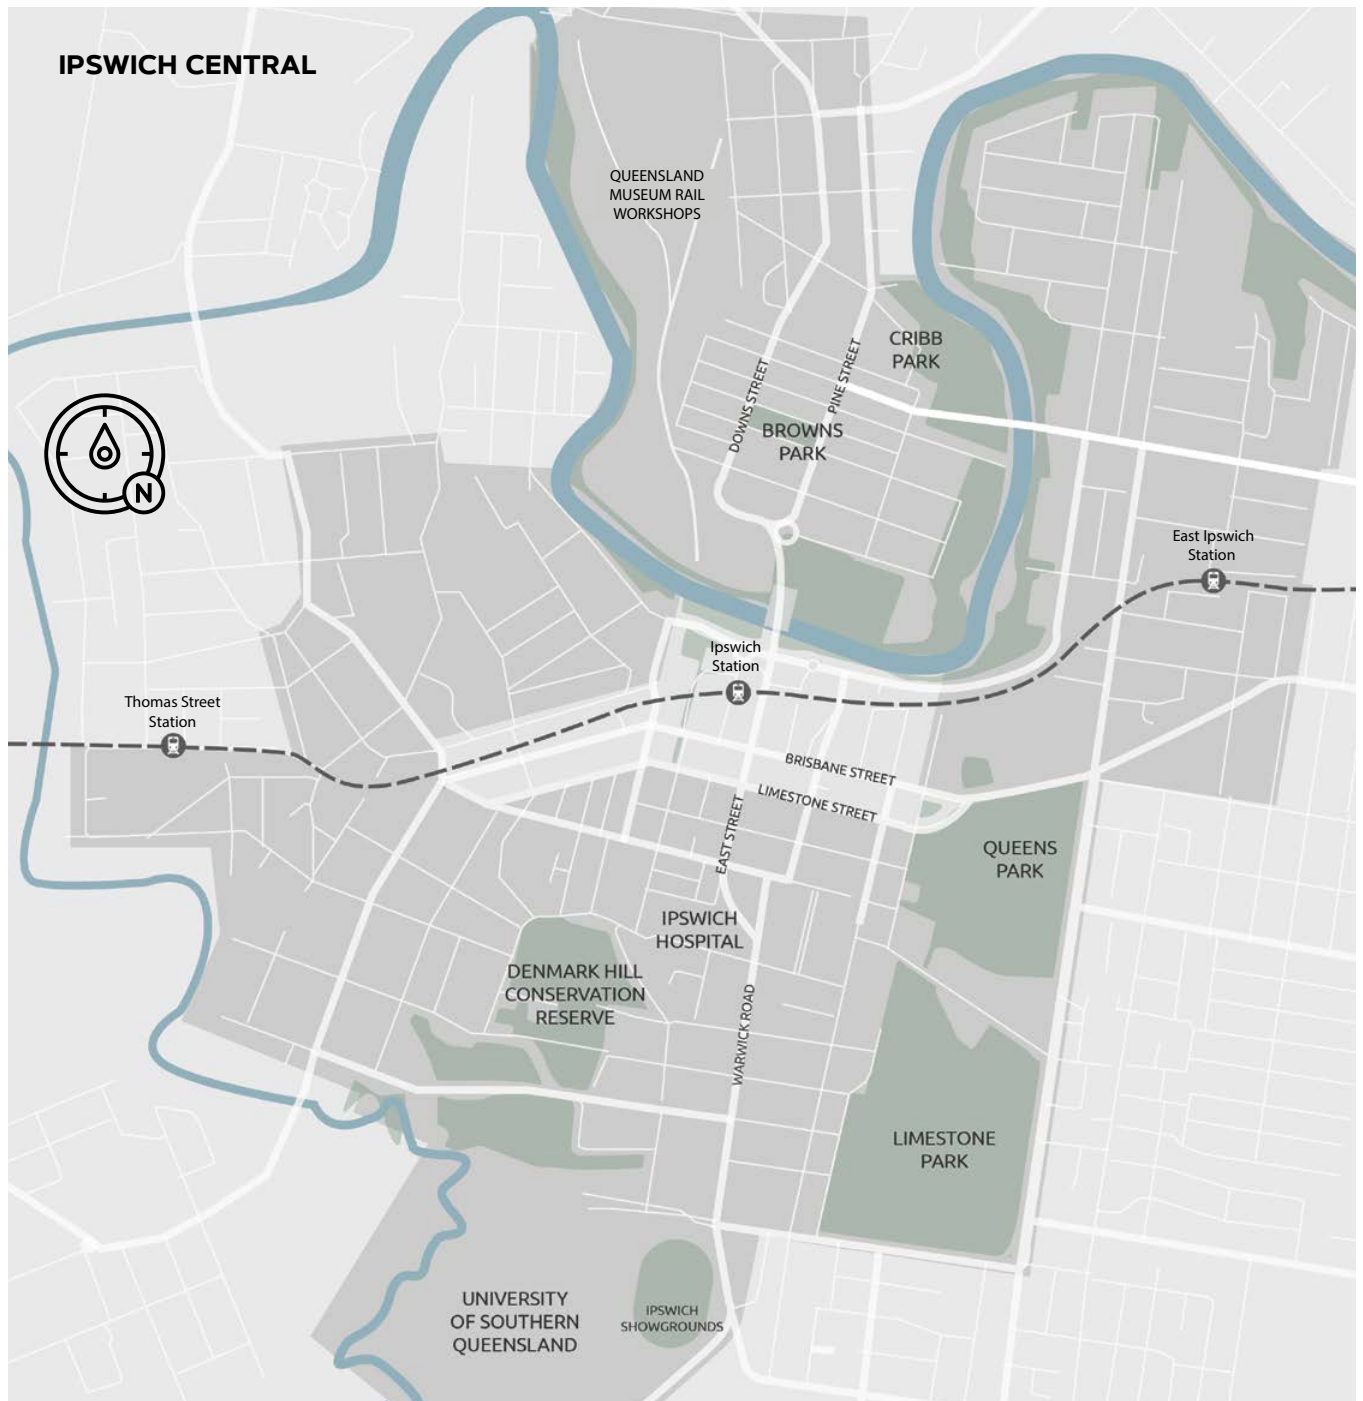 IPSWICH CENTRAL
QUEENSLAND
MUSEUM RAIL
WORKSHOPS
CRIBB
PARK
DOWNS STREET
PINE STREET
BROWNS
PARK
N
East Ipswich
Station
Ipswich
Station
Thomas Street
Station
BRISBANE STREET
LIMESTONE STREET
EAST STREET
QUEENS
PARK
IPSWICH
HOSPITAL
DENMARK HILL
CONSERVATION
RESERVE
WARWICK ROAD
LIMESTONE
PARK
UNIVERSITY
OF SOUTHERN
QUEENSLAND
IPSWICH
SHOWGROUNDS